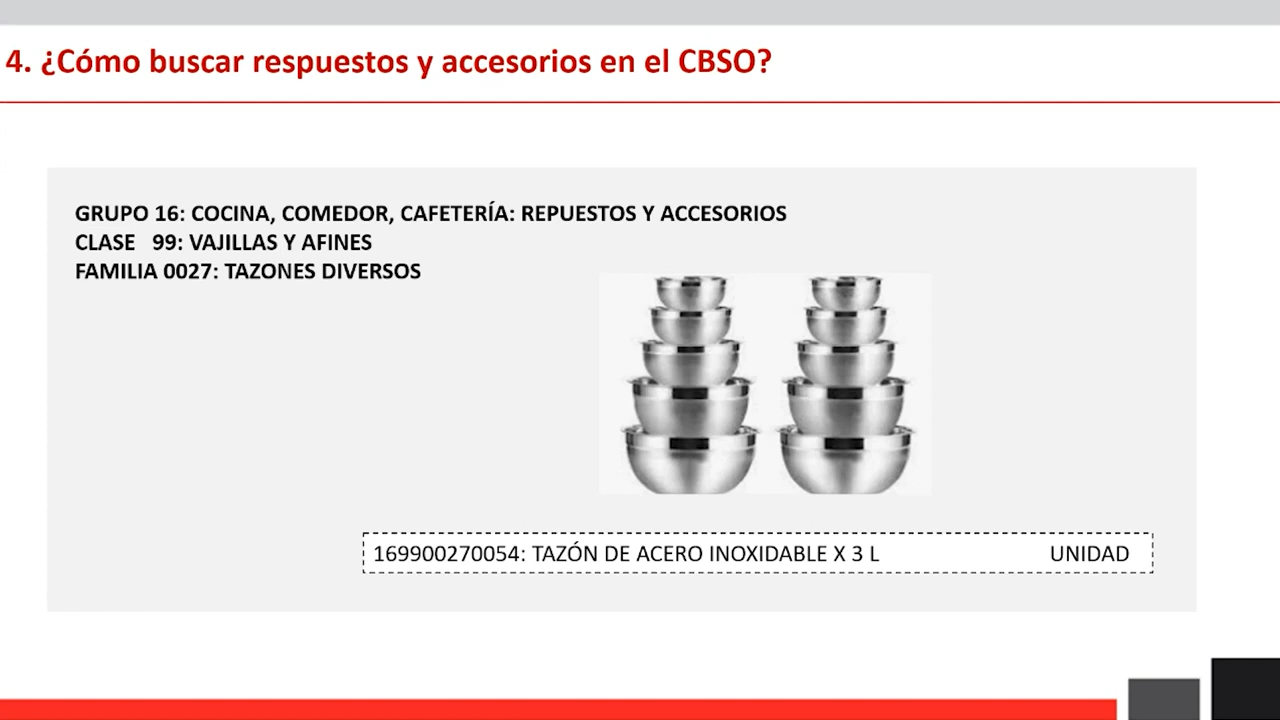 4. ¿Cómo buscar respuestos y accesorios en el CBSO?
GRUPO 16: COCINA, COMEDOR, CAFETERÍA: REPUESTOS Y ACCESORIOS
CLASE 99: VAJILLAS Y AFINES
FAMILIA 0027: TAZONES DIVERSOS
169900270054: TAZÓN DE ACERO INOXIDABLE X 3 L UNIDAD